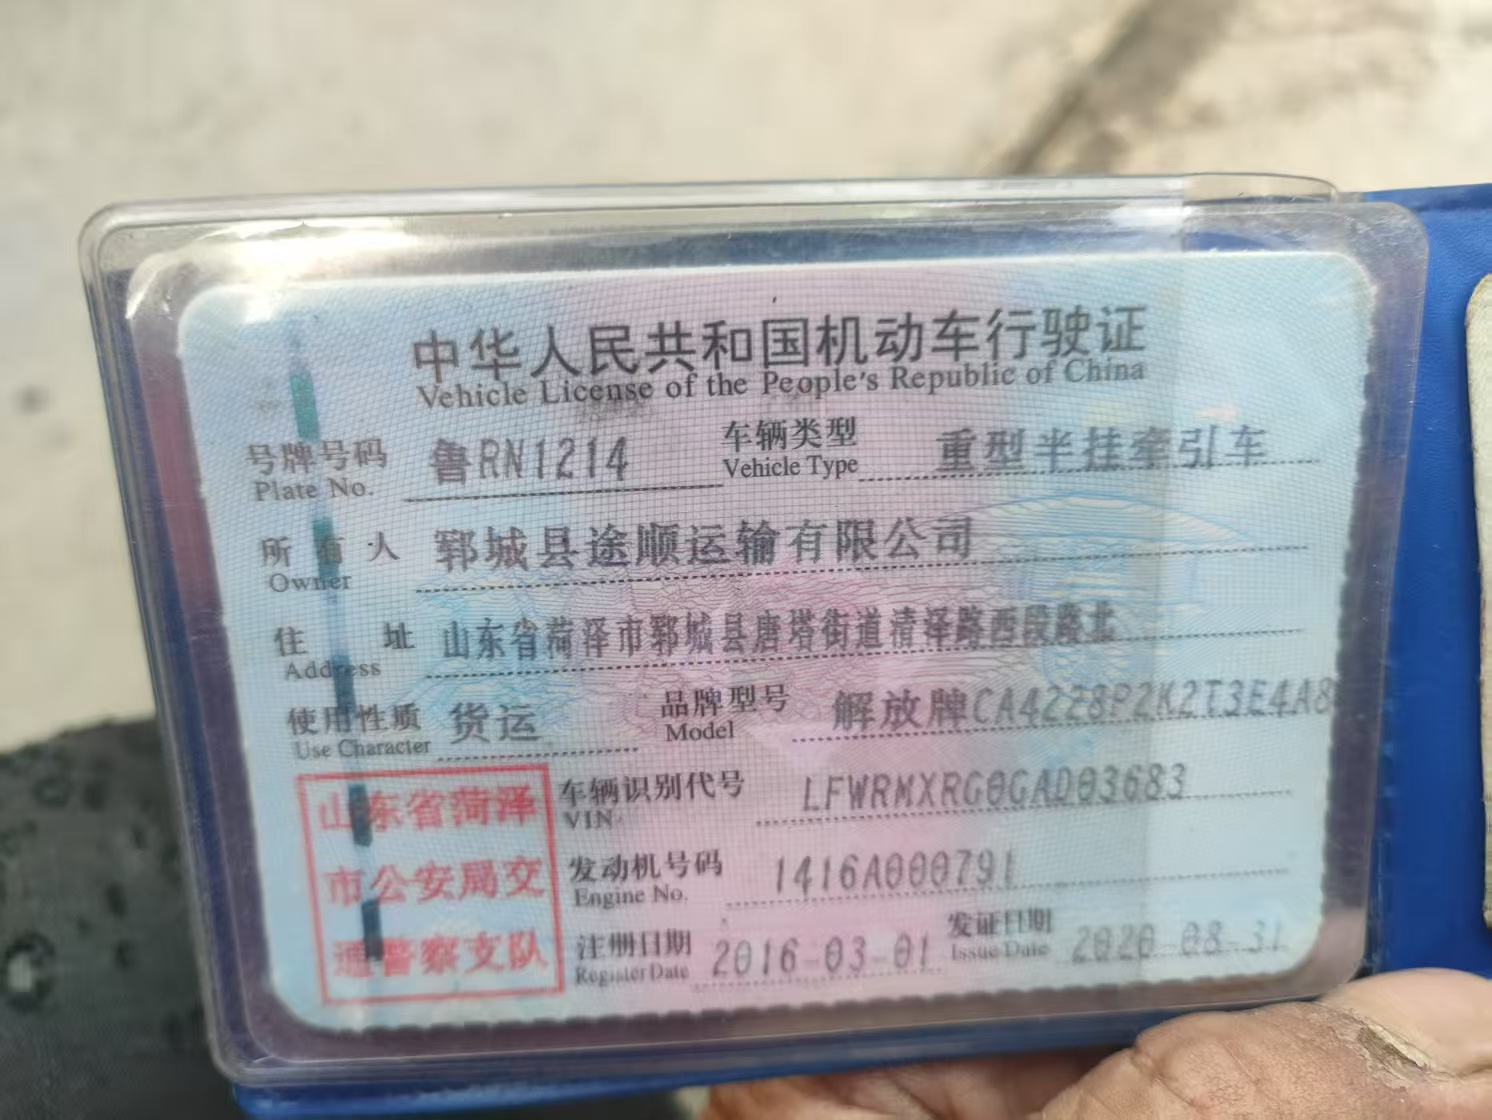 中华人民共和国机动车行驶证
Vehicle License of the People's Republic of China
号牌号码 鲁RN1214 车辆类型 重型半挂牵引车
Plate No. Vehicle Type
所有人 郓城县途顺运输有限公司
Owner
住址 山东省菏泽市郓城县唐塔街道清泽路西段路北
Address
使用性质 货运 品牌型号 解放牌CA4228P2K2T3E4A8
Use Character Model
山东省菏泽
市公安局交
通警察支队
车辆识别代号 LFWRMXRG0GAD03683
VIN
发动机号码 1416A000791
Engine No.
注册日期 2016-03-01 发证日期 2020-08-31
Register Date Issue Date